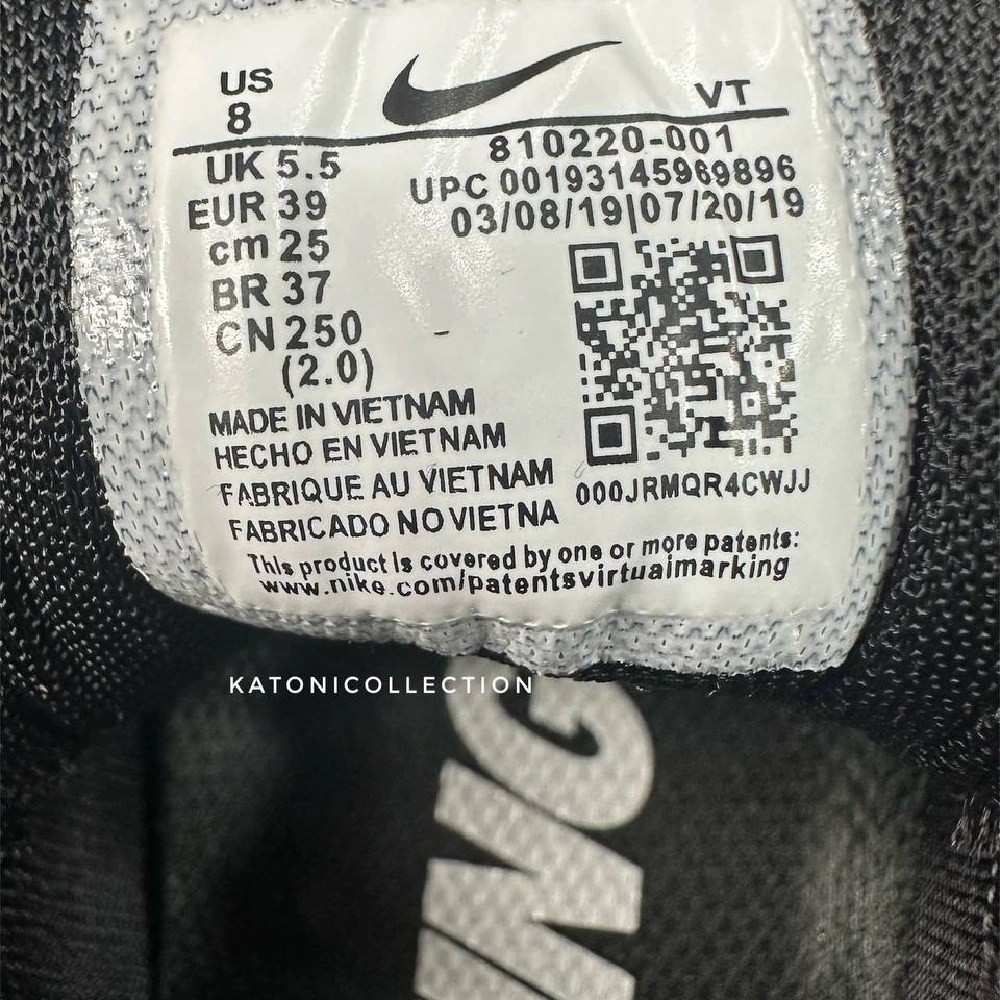 US
8
VT
UK 5.5
810220-001
EUR 39
UPC 00193145969896
cm 25
03/08/19|07/20/19
BR 37
CN 250
(2.0)
MADE IN VIETNAM
HECHO EN VIETNAM
FABRIQUE AU VIETNAM
FABRICADO NO VIETNA
000JRMQR4CWJJ
This product is covered by one or more patents:
www.nike.com/patentsvirtualmarking
KATONICOLLECTION
NG